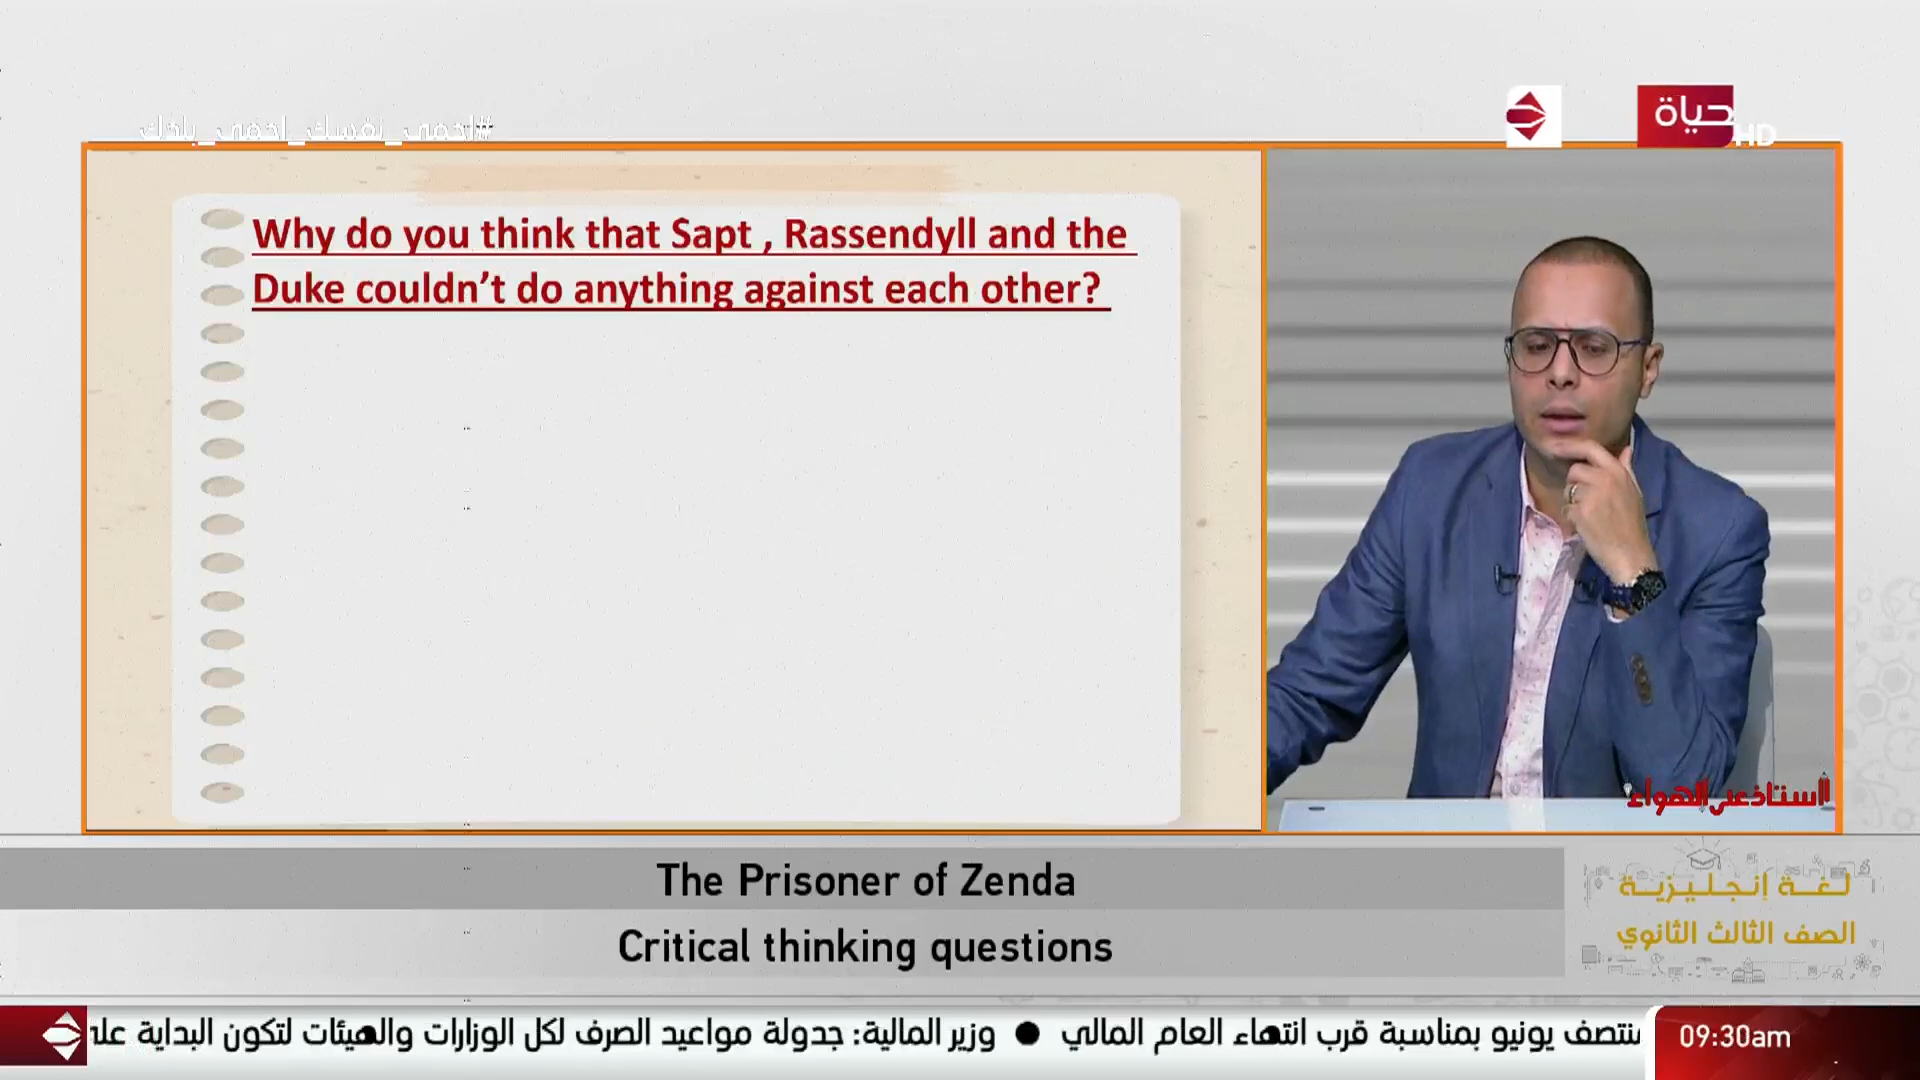 #احمي_نفسك_احمي_بلدك
حياة
HD
Why do you think that Sapt , Rassendyll and the
Duke couldn't do anything against each other?
أستاذ على الهواء
The Prisoner of Zenda
Critical thinking questions
لغة إنجليزية
الصف الثالث الثانوي
منتصف يونيو بمناسبة قرب انتهاء العام المالي ● وزير المالية: جدولة مواعيد الصرف لكل الوزارات والهيئات لتكون البداية
09:30am